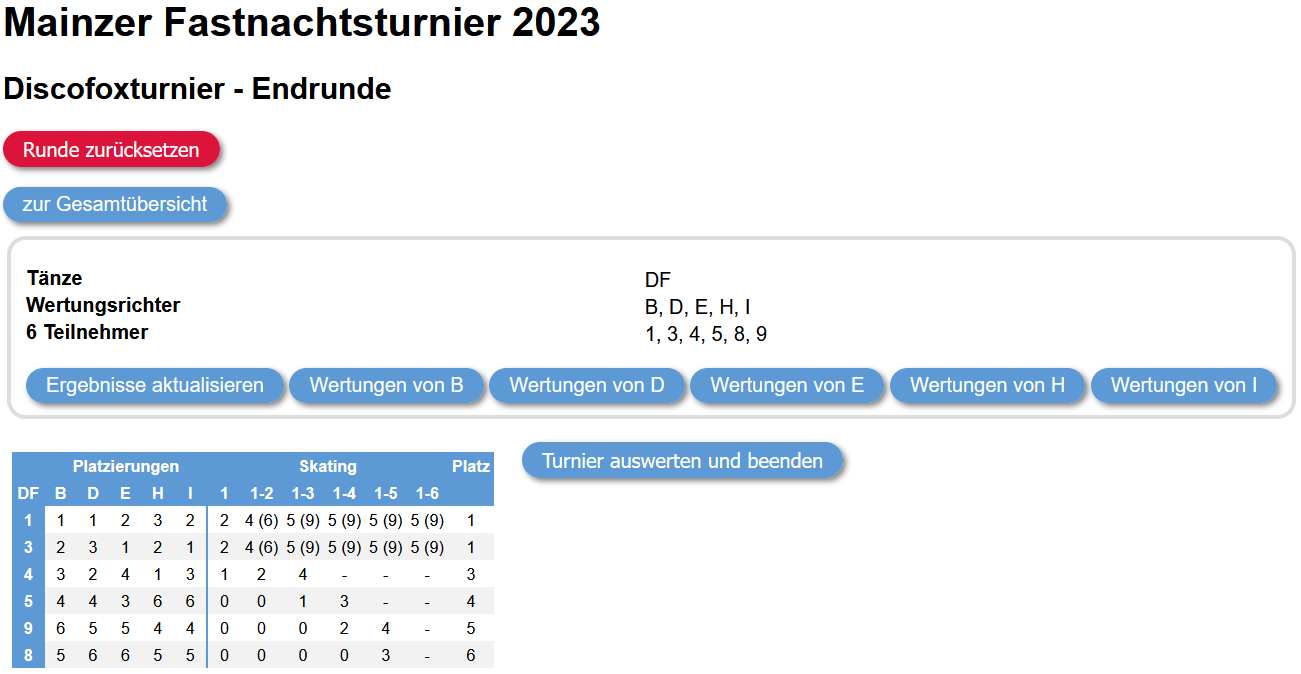 Mainzer Fastnachtsturnier 2023
Discofoxturnier - Endrunde
Runde zurücksetzen
zur Gesamtübersicht
Tänze DF
Wertungsrichter B, D, E, H, I
6 Teilnehmer 1, 3, 4, 5, 8, 9
Ergebnisse aktualisieren Wertungen von B Wertungen von D Wertungen von E Wertungen von H Wertungen von I
Turnier auswerten und beenden
Platzierungen Skating Platz
DF B D E H I 1 1-2 1-3 1-4 1-5 1-6
1 1 1 2 3 2 2 4 (6) 5 (9) 5 (9) 5 (9) 5 (9) 1
3 2 3 1 2 1 2 4 (6) 5 (9) 5 (9) 5 (9) 5 (9) 1
4 3 2 4 1 3 1 2 4 - - - 3
5 4 4 3 6 6 0 0 1 3 - - 4
9 6 5 5 4 4 0 0 0 2 4 - 5
8 5 6 6 5 5 0 0 0 0 3 - 6